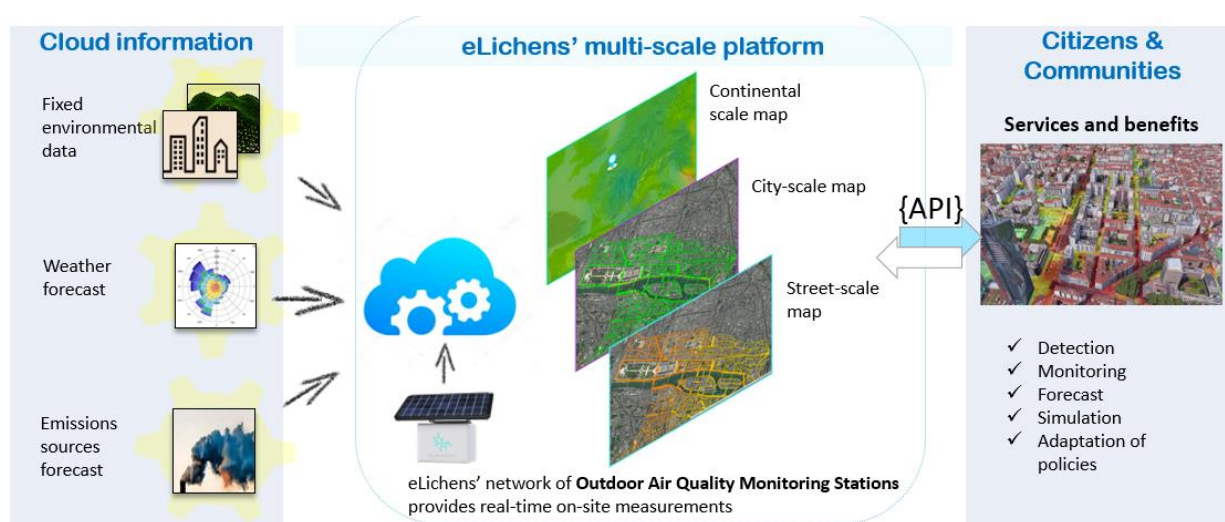 Cloud information
Fixed
environmental
data
Weather
forecast
Emissions
sources
forecast
eLichens' multi-scale platform
Continental
scale map
City-scale map
Street-scale
map
eLichens' network of Outdoor Air Quality Monitoring Stations
provides real-time on-site measurements
{API}
Citizens &
Communities
Services and benefits
✓ Detection
✓ Monitoring
✓ Forecast
✓ Simulation
✓ Adaptation of
policies